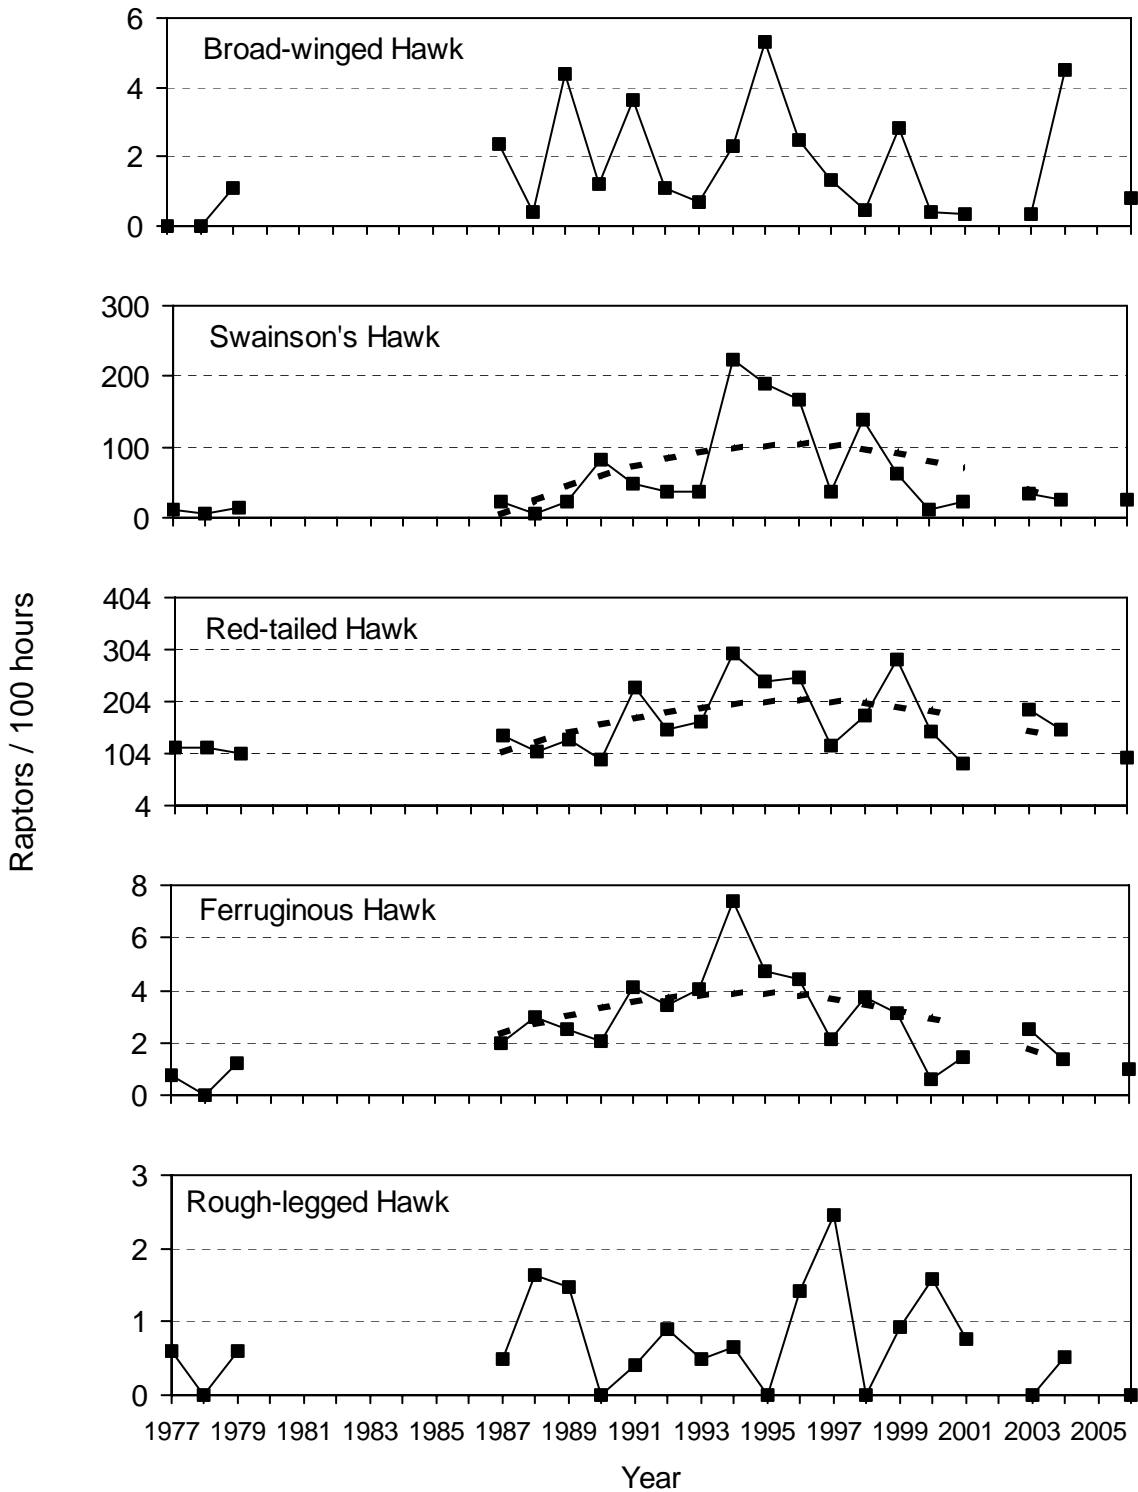 6
Broad-winged Hawk
4
2
0
300
Swainson's Hawk
200
100
0
404
Red-tailed Hawk
304
204
104
4
Raptors / 100 hours
8
Ferruginous Hawk
6
4
2
0
3
Rough-legged Hawk
2
1
0
1977 1979 1981 1983 1985 1987 1989 1991 1993 1995 1997 1999 2001 2003 2005
Year